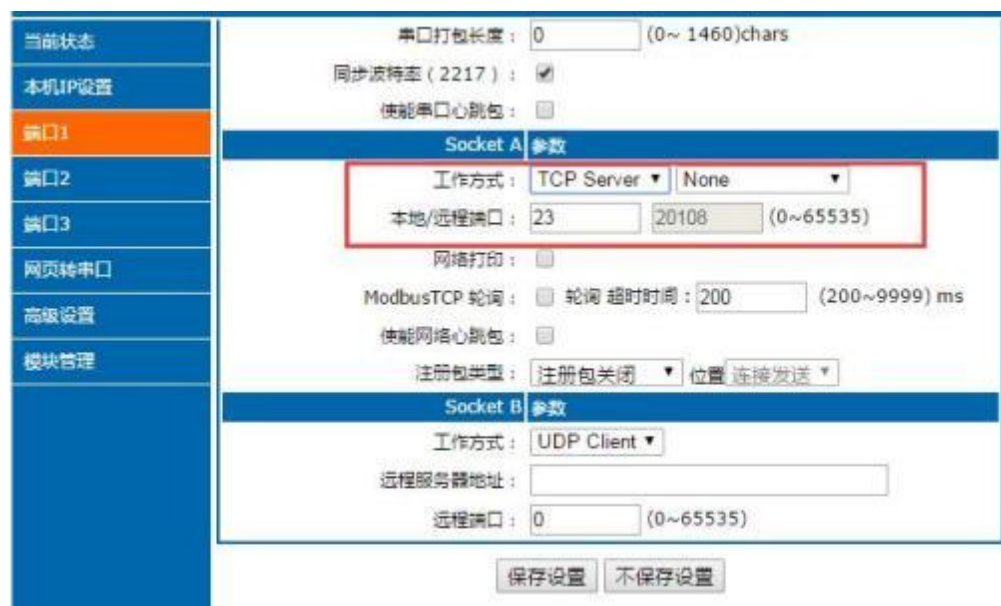 当前状态
本机IP设置
端口1
端口2
端口3
网页转串口
高级设置
模块管理
串口打包长度： 0 (0~ 1460)chars
同步波特率（2217）：
使能串口心跳包：
Socket A 参数
工作方式： TCP Server None
本地/远程端口： 23 20108 (0~65535)
网络打印：
ModbusTCP 轮询： 轮询 超时时间：200 (200~9999) ms
使能网络心跳包：
注册包类型： 注册包关闭 位置 连接发送
Socket B 参数
工作方式： UDP Client
远程服务器地址：
远程端口： 0 (0~65535)
保存设置 不保存设置